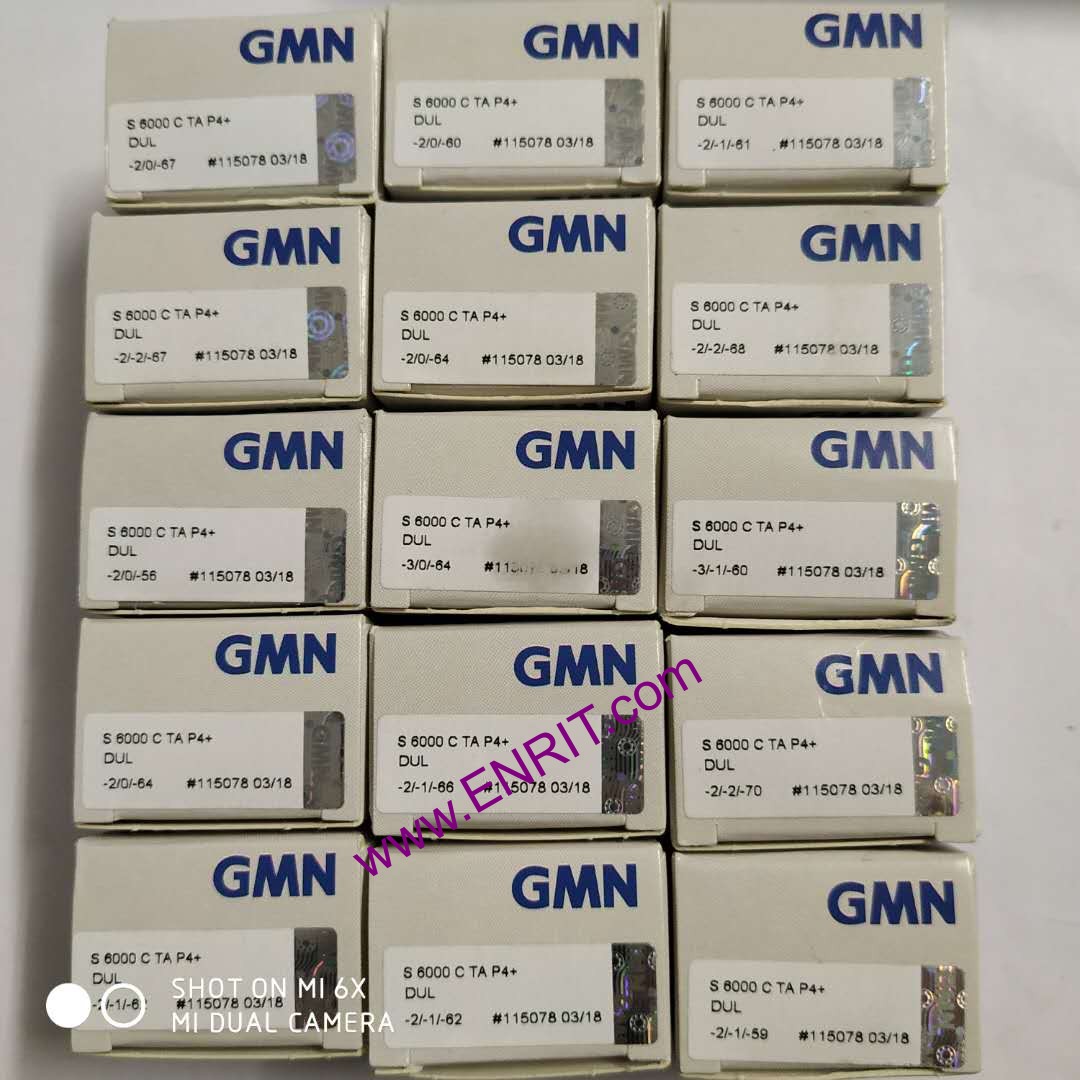 GMN
S 6000 C TA P4+
DUL
-2/0/-67 #115078 03/18
GMN
S 6000 C TA P4+
DUL
-2/0/-60 #115078 03/18
GMN
S 6000 C TA P4+
DUL
-2/-1/-61 #115078 03/18
GMN
S 6000 C TA P4+
DUL
-2/-2/-67 #115078 03/18
GMN
S 6000 C TA P4+
DUL
-2/0/-64 #115078 03/18
GMN
S 6000 C TA P4+
DUL
-2/-2/-68 #115078 03/18
GMN
S 6000 C TA P4+
DUL
-2/0/-56 #115078 03/18
GMN
S 6000 C TA P4+
DUL
-3/0/-64
GMN
S 6000 C TA P4+
DUL
-3/-1/-60 #115078 03/18
GMN
S 6000 C TA P4+
DUL
-2/0/-64 #115078 03/18
GMN
S 6000 C TA P4+
DUL
-2/-1/-66 #115078 03/18
GMN
S 6000 C TA P4+
DUL
-2/-2/-70 #115078 03/18
www.ENRIT.com
GMN
S 6000 C TA P4+
DUL
#115078 03/18
SHOT ON MI 6X
MI DUAL CAMERA
GMN
S 6000 C TA P4+
DUL
-2/-1/-62 #115078 03/18
GMN
S 6000 C TA P4+
DUL
-2/-1/-59 #115078 03/18